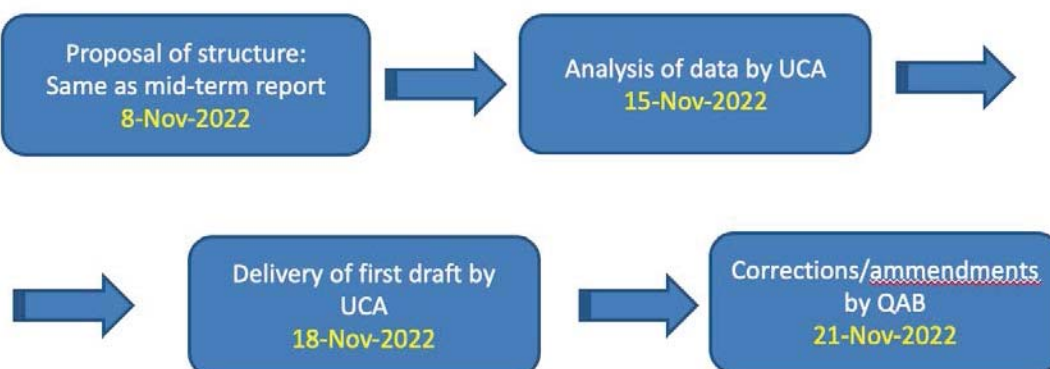 Proposal of structure:
Same as mid-term report
8-Nov-2022
Analysis of data by UCA
15-Nov-2022
Delivery of first draft by
UCA
18-Nov-2022
Corrections/ammendments
by QAB
21-Nov-2022